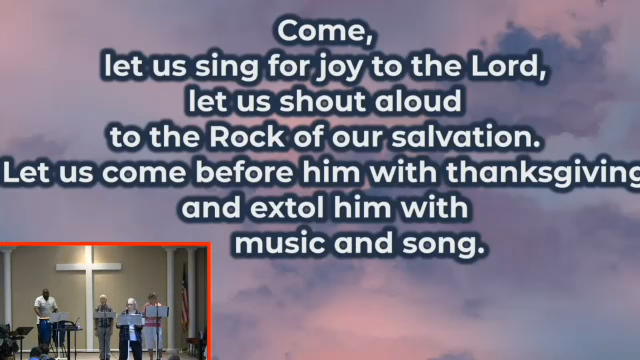 Come,
let us sing for joy to the Lord,
let us shout aloud
to the Rock of our salvation.
Let us come before him with thanksgiving
and extol him with
music and song.